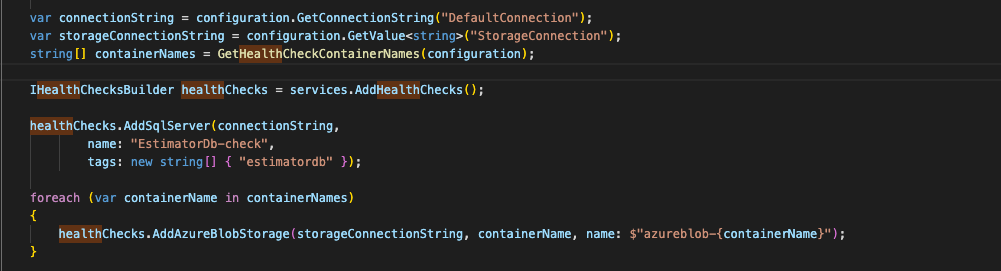 var connectionString = configuration.GetConnectionString("DefaultConnection");
var storageConnectionString = configuration.GetValue<string>("StorageConnection");
string[] containerNames = GetHealthCheckContainerNames(configuration);
IHealthChecksBuilder healthChecks = services.AddHealthChecks();
healthChecks.AddSqlServer(connectionString,
name: "EstimatorDb-check",
tags: new string[] { "estimatordb" });
foreach (var containerName in containerNames)
{
healthChecks.AddAzureBlobStorage(storageConnectionString, containerName, name: $"azureblob-{containerName}");
}